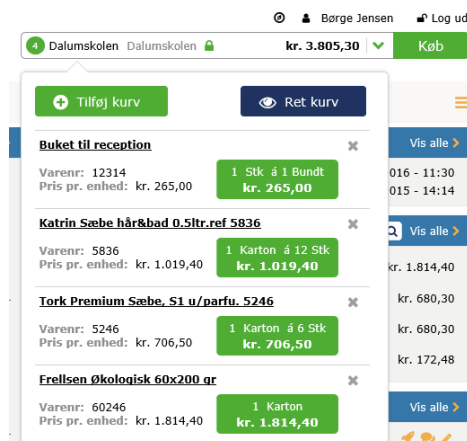 Børge Jensen Log ud
4 Dalumskolen Dalumskolen kr. 3.805,30 Køb
Tilføj kurv Ret kurv
Buket til reception
Varenr: 12314
Pris pr. enhed: kr. 265,00
1 Stk á 1 Bundt
kr. 265,00
Katrin Sæbe hår&bad 0.5ltr.ref 5836
Varenr: 5836
Pris pr. enhed: kr. 1.019,40
1 Karton á 12 Stk
kr. 1.019,40
Tork Premium Sæbe, S1 u/parfu. 5246
Varenr: 5246
Pris pr. enhed: kr. 706,50
1 Karton á 6 Stk
kr. 706,50
Frellsen Økologisk 60x200 gr
Varenr: 60246
Pris pr. enhed: kr. 1.814,40
1 Karton
kr. 1.814,40
Vis alle
016 - 11:30
015 - 14:14
Vis alle
kr. 1.814,40
kr. 680,30
kr. 680,30
kr. 172,48
Vis alle